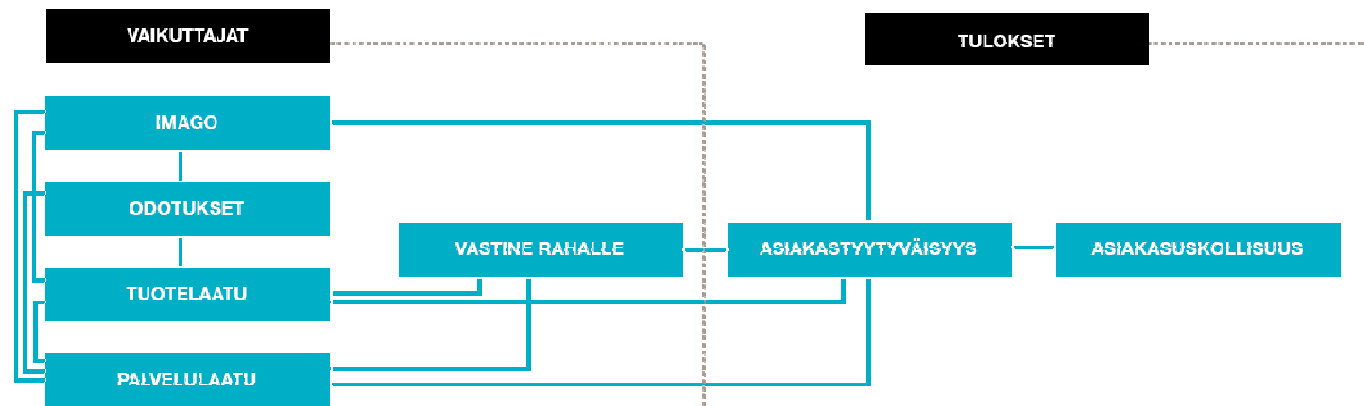 VAIKUTTAJAT
TULOKSET
IMAGO
ODOTUKSET
TUOTELAATU
PALVELULAATU
VASTINE RAHALLE
ASIAKASTYYTYVÄISYYS
ASIAKASUSKOLLISUUS